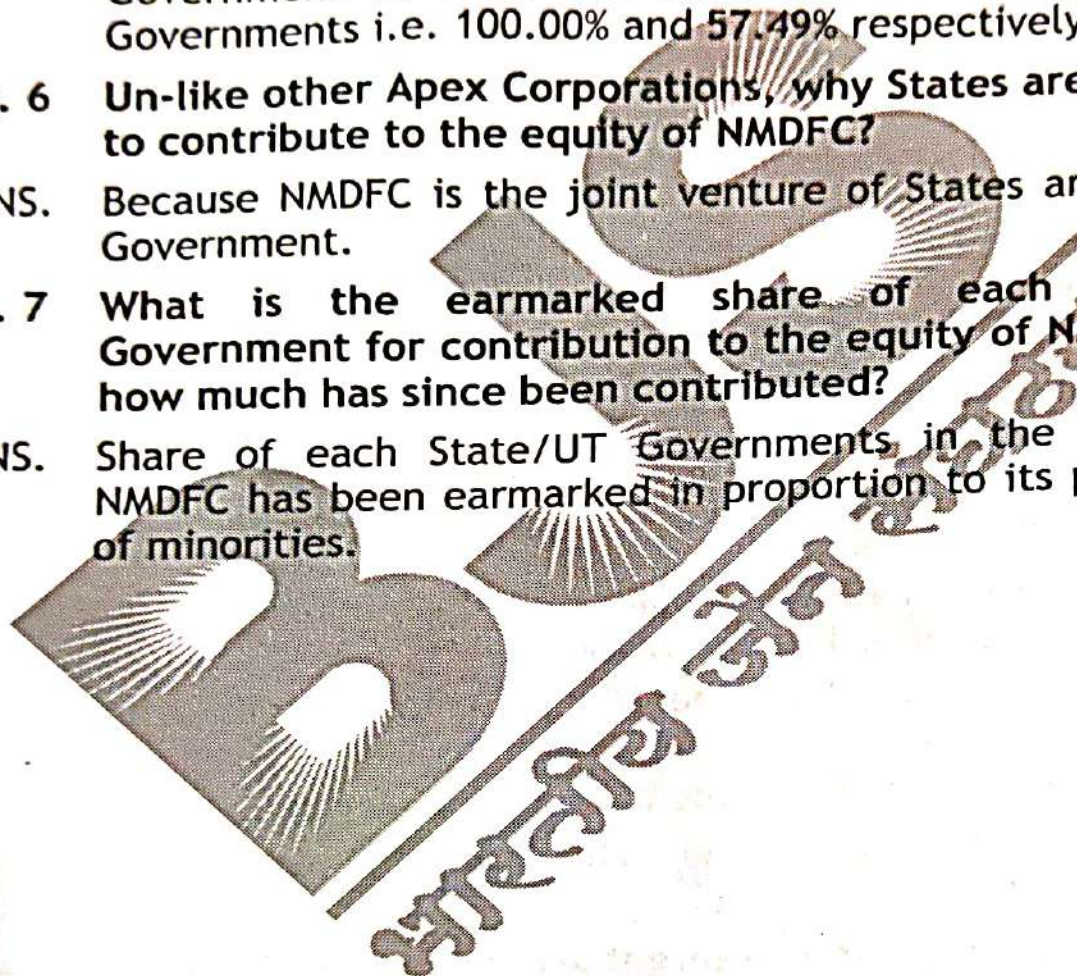 Governments i.e. 100.00% and 57.49% respectively
. 6 Un-like other Apex Corporations, why States are
to contribute to the equity of NMDFC?
NS. Because NMDFC is the joint venture of States
Government.
. 7 What is the earmarked share of each
Government for contribution to the equity of
how much has since been contributed?
NS. Share of each State/UT Governments in the
NMDFC has been earmarked in proportion to its
of minorities.
BJS
भारतीय जैन